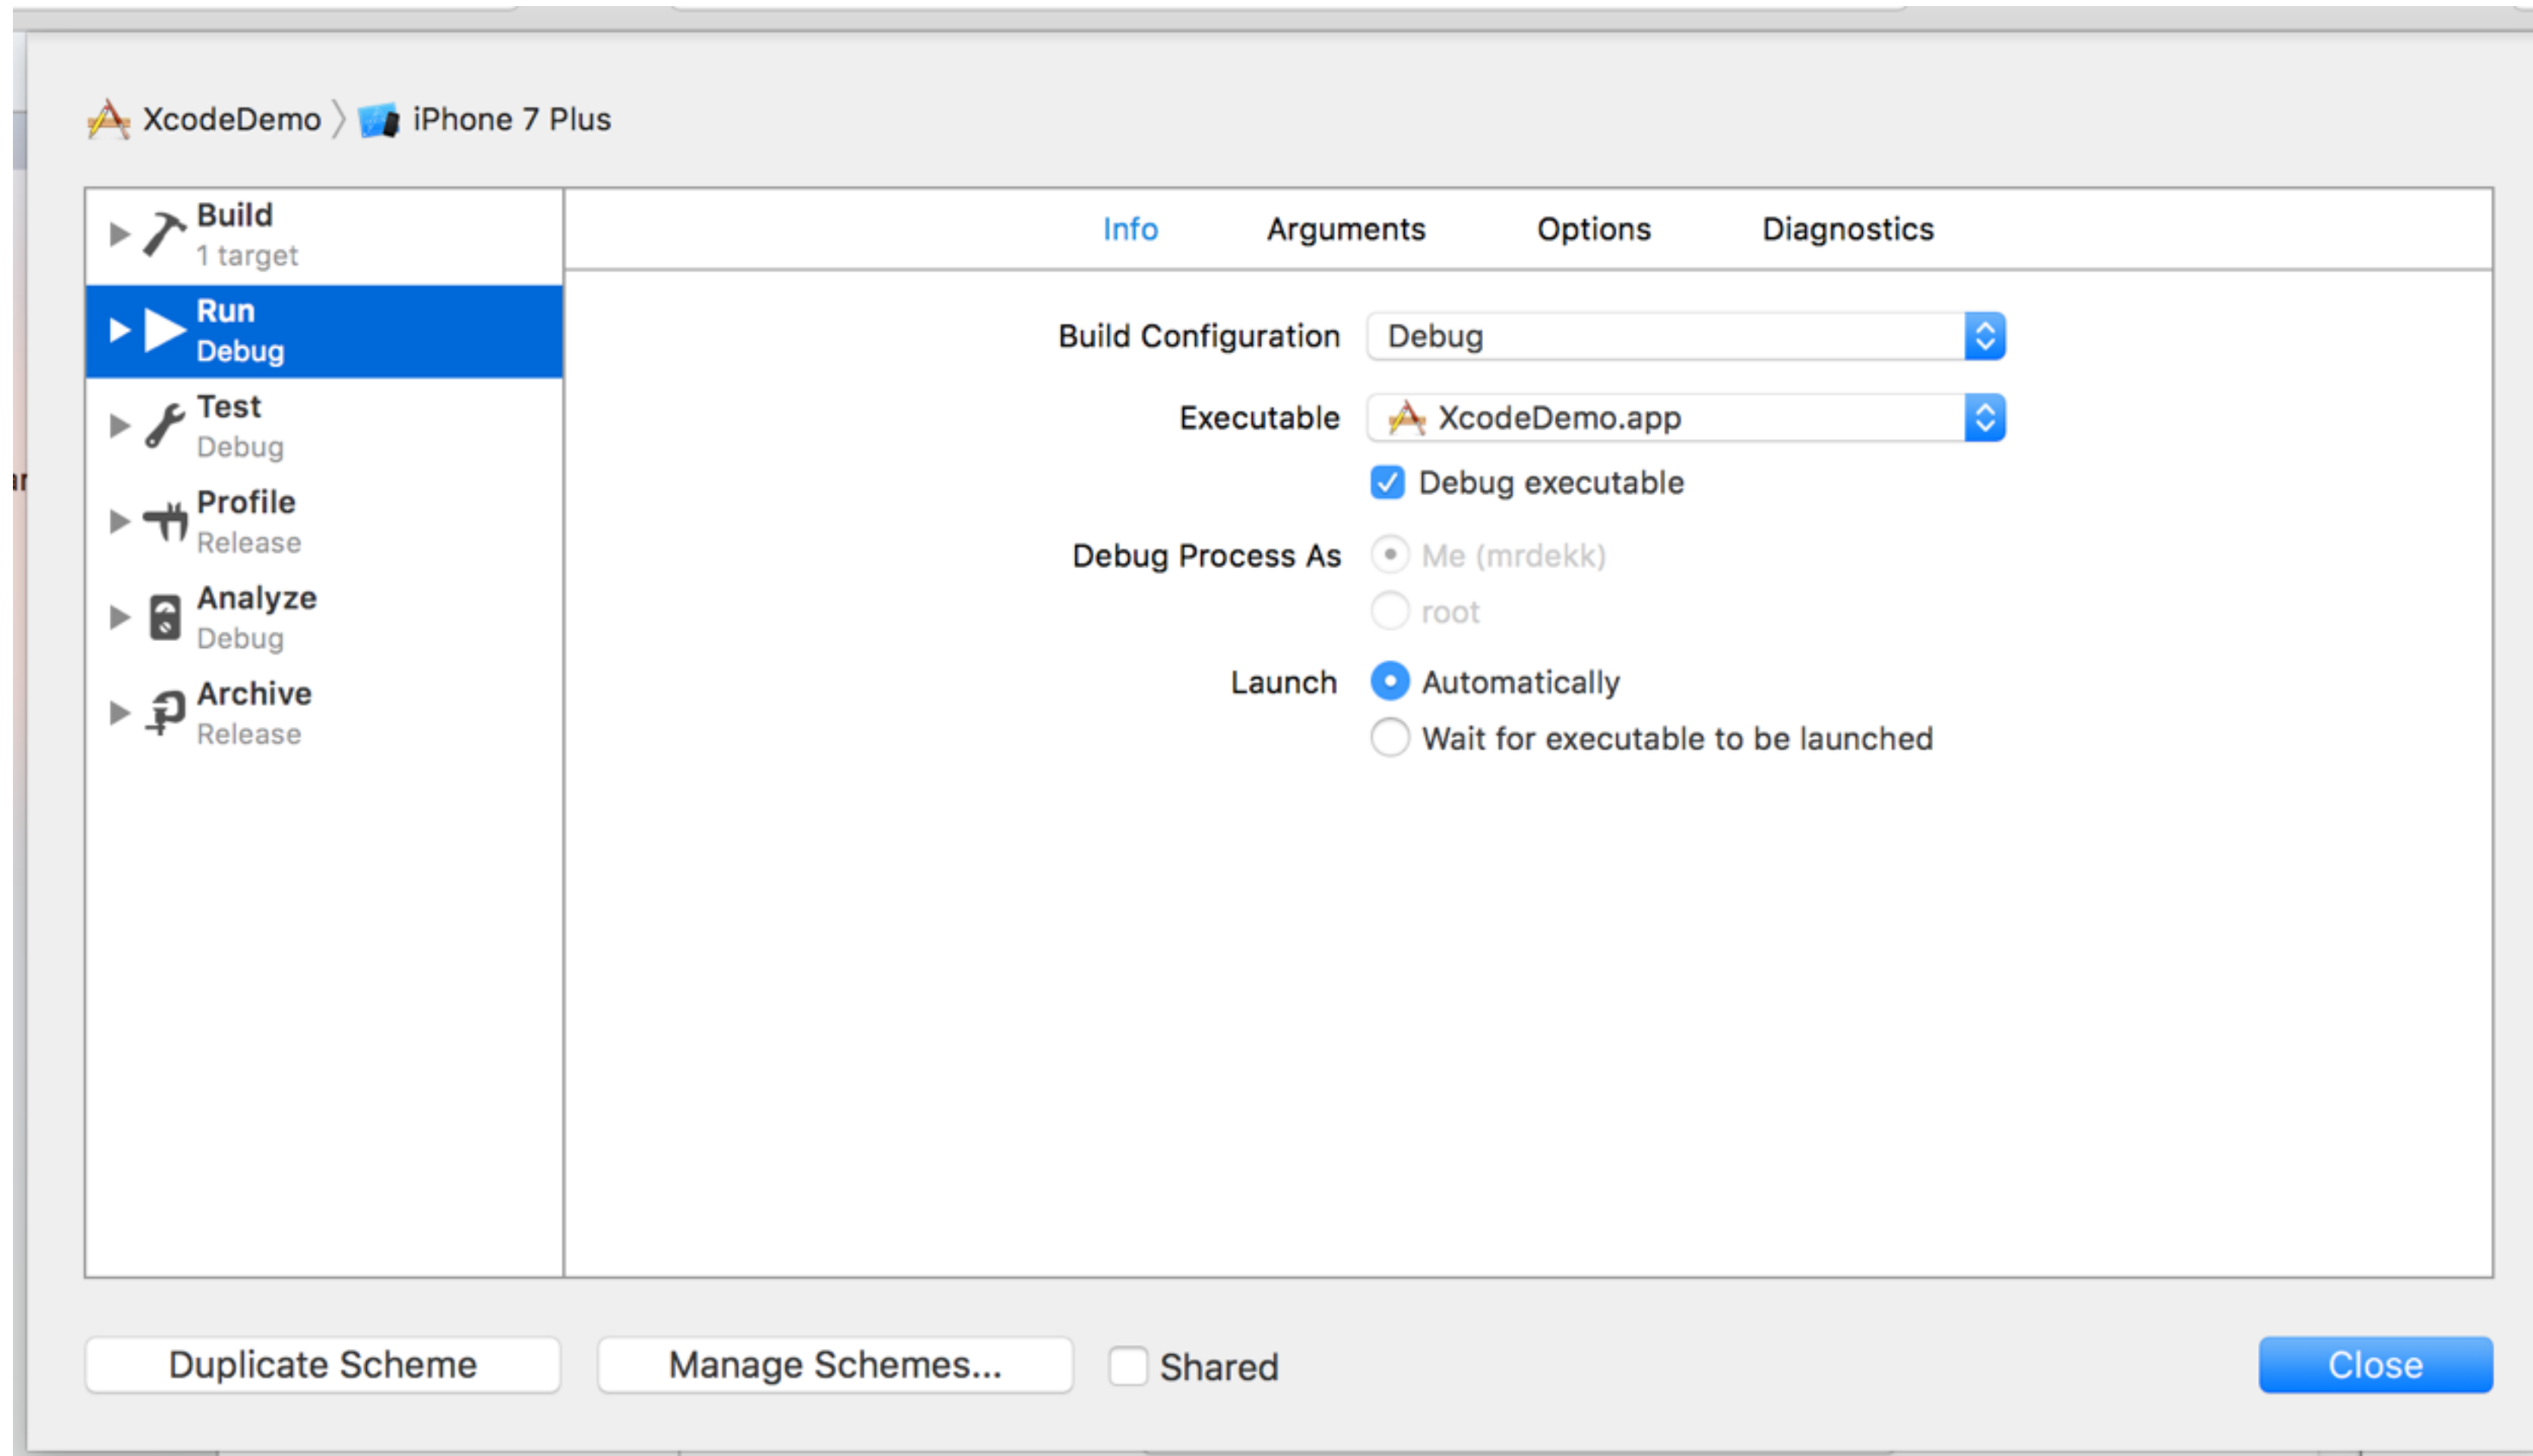 XcodeDemo 〉 iPhone 7 Plus
Build
1 target
Run
Debug
Test
Debug
Profile
Release
Analyze
Debug
Archive
Release
Info Arguments Options Diagnostics
Build Configuration Debug
Executable XcodeDemo.app
Debug executable
Debug Process As Me (mrdekk)
root
Launch Automatically
Wait for executable to be launched
Duplicate Scheme Manage Schemes... Shared Close